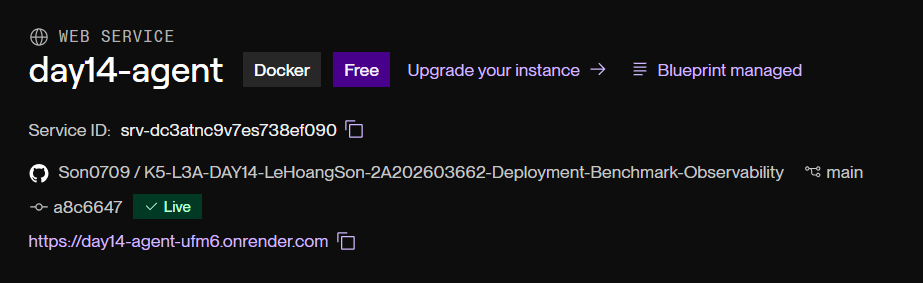 WEB SERVICE
day14-agent Docker Free Upgrade your instance → Blueprint managed
Service ID: srv-dc3atnc9v7es738ef090
Son0709 / K5-L3A-DAY14-LeHoangSon-2A202603662-Deployment-Benchmark-Observability main
a8c6647 ✓ Live
https://day14-agent-ufm6.onrender.com